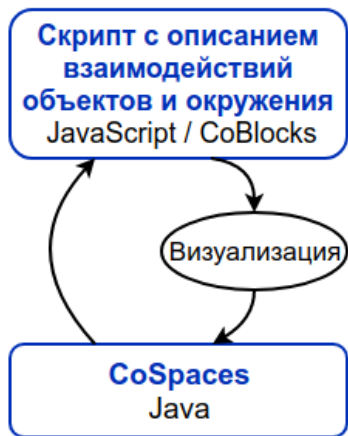 Скрипт с описанием
взаимодействий
объектов и окружения
JavaScript / CoBlocks
Визуализация
CoSpaces
Java